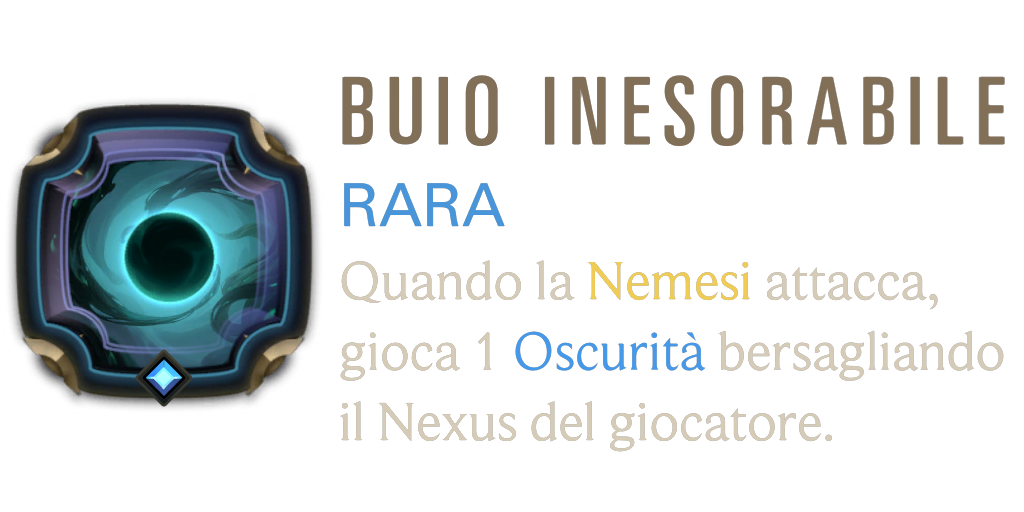 BUIO INESORABILE
RARA
Quando la Nemesi attacca,
gioca 1 Oscurità bersagliando
il Nexus del giocatore.